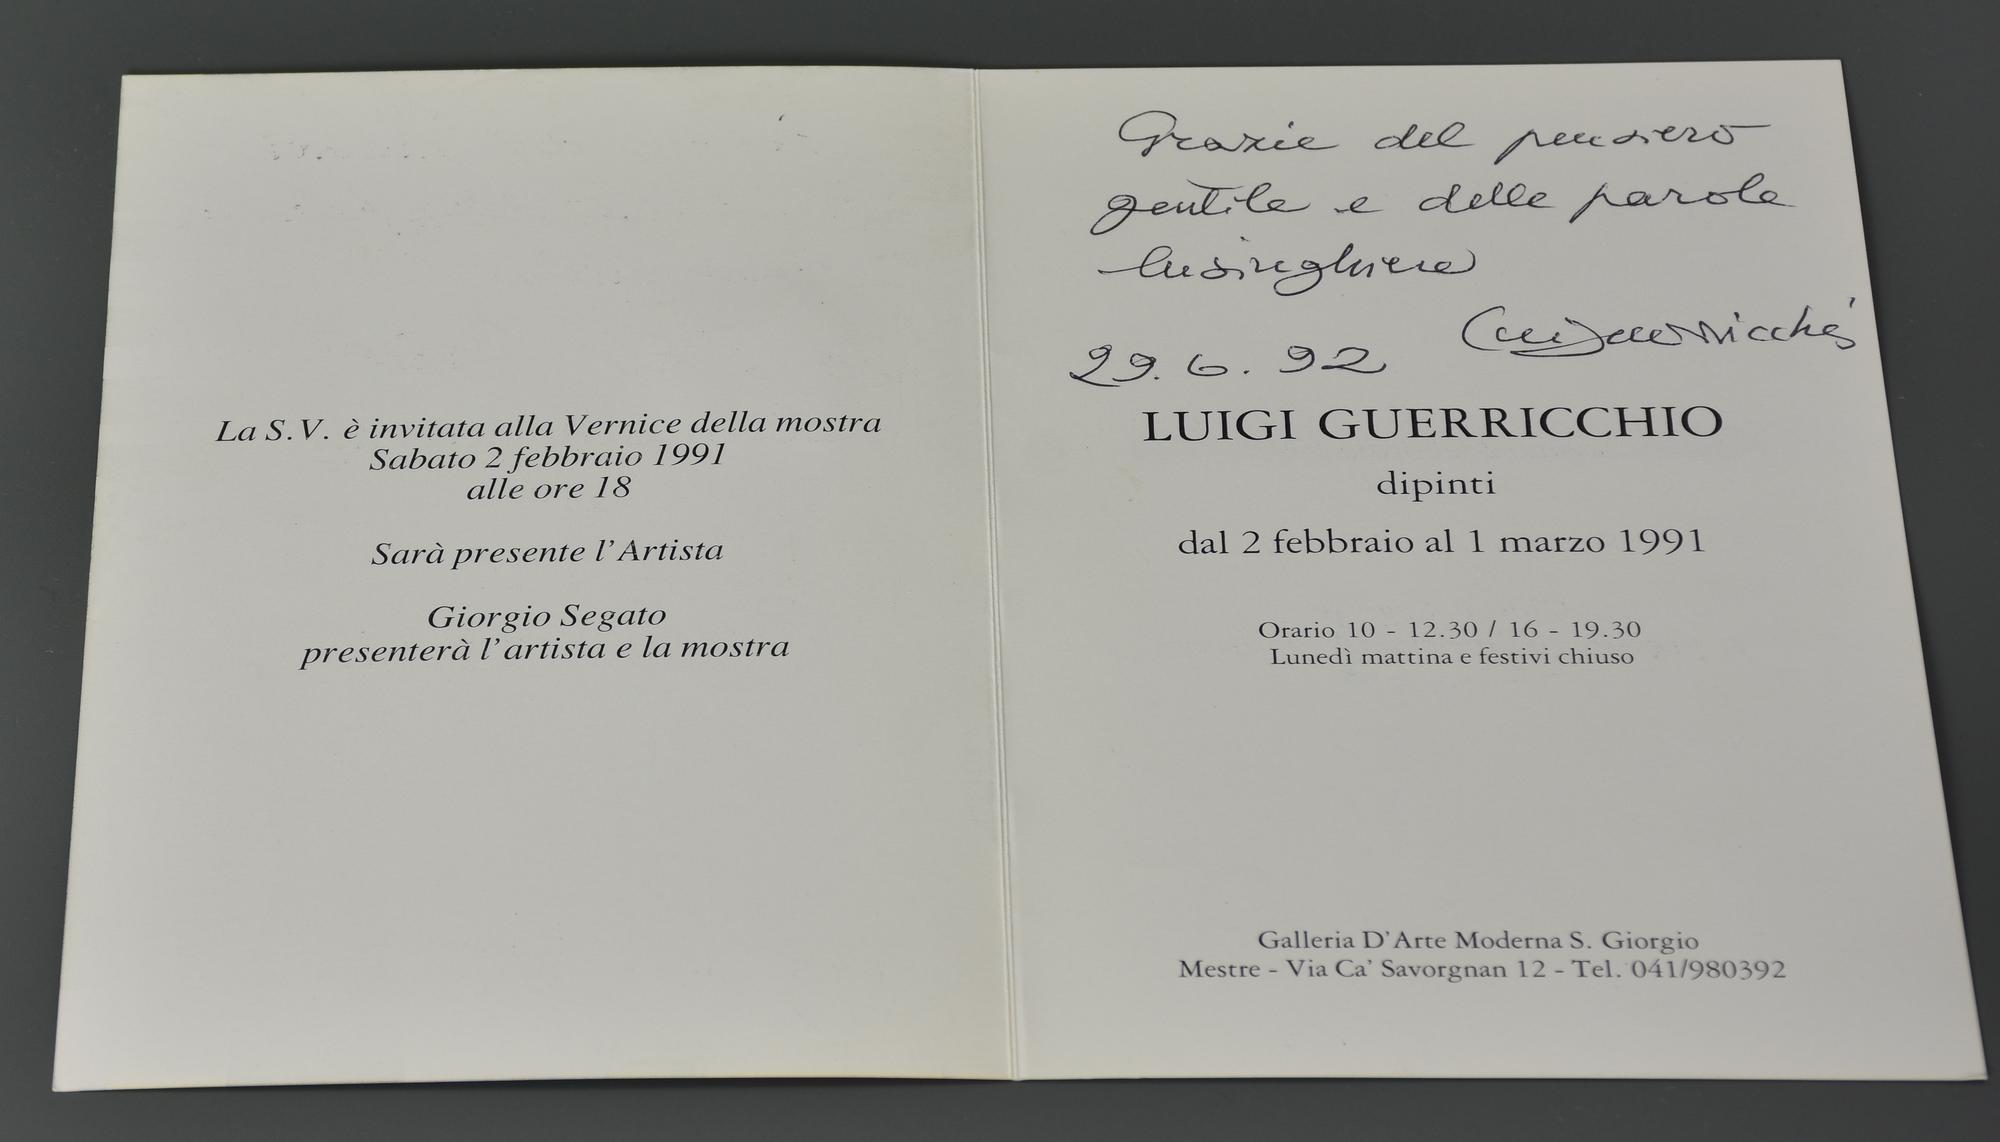 La S.V. è invitata alla Vernice della mostra
Sabato 2 febbraio 1991
alle ore 18
Sarà presente l'Artista
Giorgio Segato
presenterà l'artista e la mostra
Grazie del pensiero
gentile e delle parole
lusinghiere
Luigi Guerricchio
29.6.92
LUIGI GUERRICCHIO
dipinti
dal 2 febbraio al 1 marzo 1991
Orario 10 - 12.30 / 16 - 19.30
Lunedì mattina e festivi chiuso
Galleria D'Arte Moderna S. Giorgio
Mestre - Via Ca' Savorgnan 12 - Tel. 041/980392